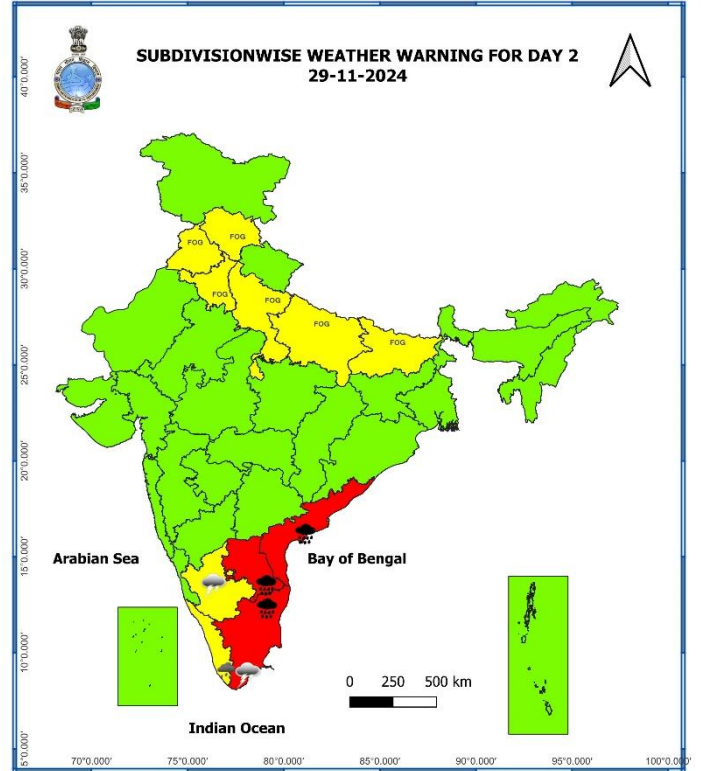 SUBDIVISIONWISE WEATHER WARNING FOR DAY 2
29-11-2024
40°0.000'
35°0.000'
30°0.000'
25°0.000'
20°0.000'
15°0.000'
10°0.000'
5°0.000'
FOG
FOG
FOG
FOG
FOG
FOG
Arabian Sea
Bay of Bengal
0 250 500 km
Indian Ocean
70°0.000' 75°0.000' 80°0.000' 85°0.000' 90°0.000' 95°0.000' 100°0.000'